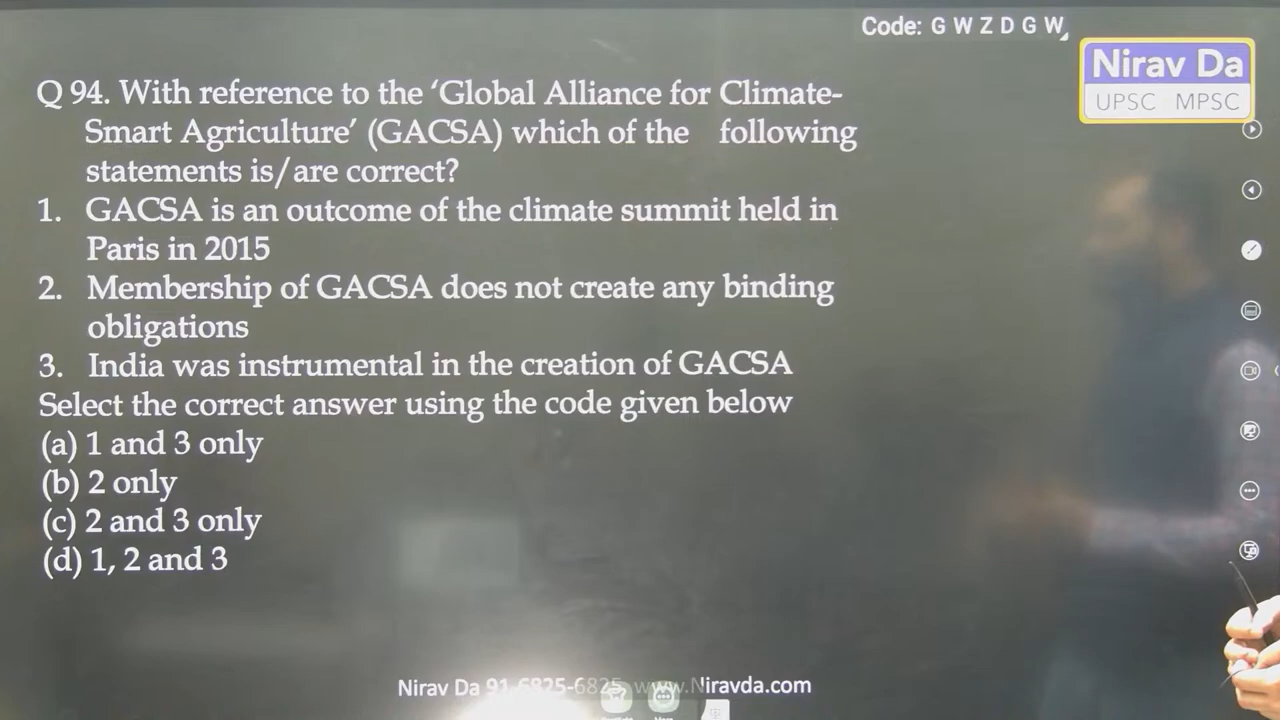 Code: G W Z D G W
Nirav Da
UPSC MPSC
Q 94. With reference to the ‘Global Alliance for Climate-
Smart Agriculture’ (GACSA) which of the following
statements is/are correct?
1. GACSA is an outcome of the climate summit held in
Paris in 2015
2. Membership of GACSA does not create any binding
obligations
3. India was instrumental in the creation of GACSA
Select the correct answer using the code given below
(a) 1 and 3 only
(b) 2 only
(c) 2 and 3 only
(d) 1, 2 and 3
Nirav Da 91-6825-6825 www.Niravda.com